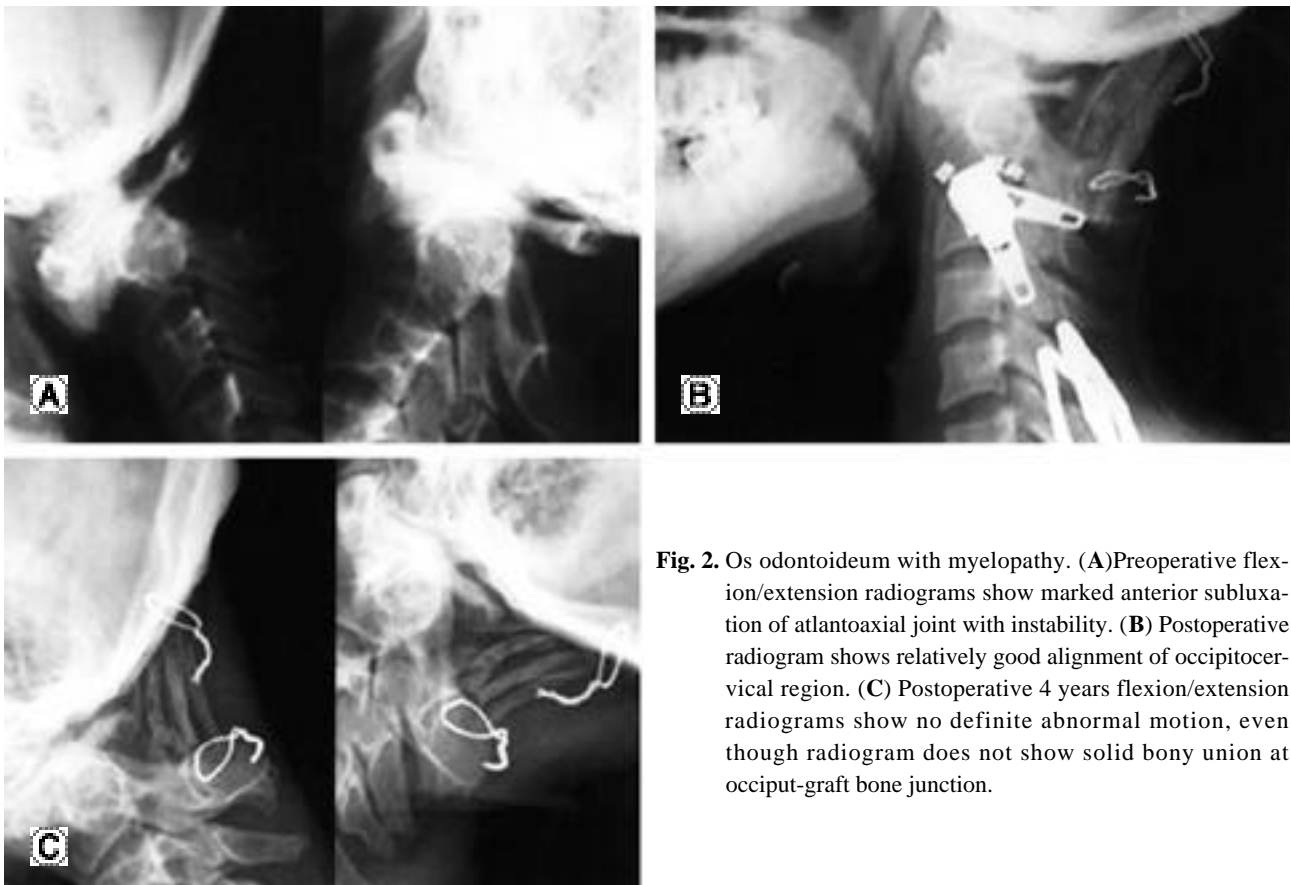 A
B
C
Fig. 2. Os odontoideum with myelopathy. (A)Preoperative flex-
ion/extension radiograms show marked anterior subluxa-
tion of atlantoaxial joint with instability. (B) Postoperative
radiogram shows relatively good alignment of occipitocer-
vical region. (C) Postoperative 4 years flexion/extension
radiograms show no definite abnormal motion, even
though radiogram does not show solid bony union at
occiput-graft bone junction.